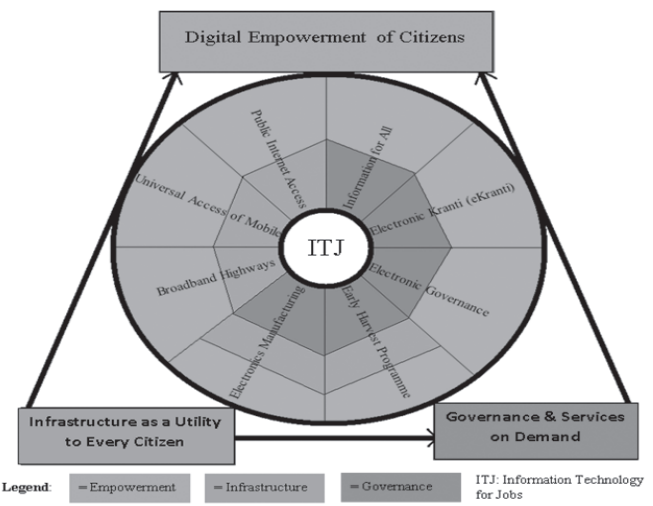 Digital Empowerment of Citizens
Public Internet Access
Information for All
Universal Access of Mobik
Electronic Kranti (eKranti)
ITJ
Broadband Highways
Electronic Governance
Electronics Manufacturing
Early Harvest Programme
Infrastructure as a Utility
to Every Citizen
Governance & Services
on Demand
Legend:
= Empowerment
= Infrastructure
= Governance
ITJ: Information Technology
for Jobs